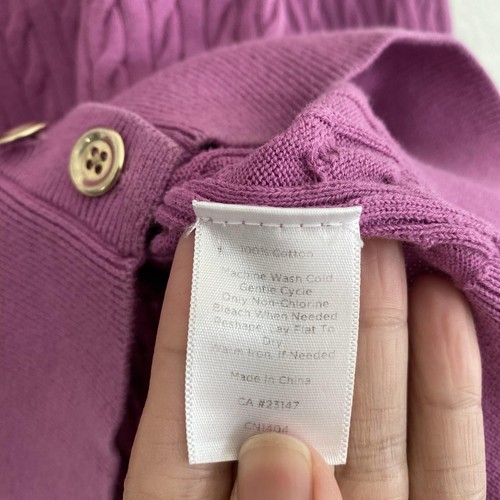 100% Cotton
Machine Wash Cold
Gentle Cycle
Only Non-Chlorine
Bleach When Needed
Reshape, Lay Flat To
Dry
Warm Iron, If Needed
Made In China
CA #23147
CN1404